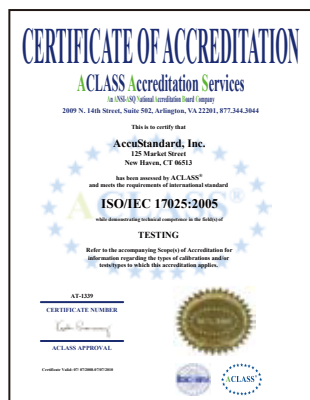 CERTIFICATE OF ACCREDITATION
ACLASS Accreditation Services
An ANSI-ASQ National Accreditation Board Company
2009 N. 14th Street, Suite 502, Arlington, VA 22201, 877.344.3044
This is to certify that
AccuStandard, Inc.
125 Market Street
New Haven, CT 06513
has been assessed by ACLASS®
and meets the requirements of international standard
ISO/IEC 17025:2005
while demonstrating technical competence in the field(s) of
TESTING
Refer to the accompanying Scope(s) of Accreditation for
information regarding the types of calibrations and/or
tests/types to which this accreditation applies.
AT-1339
CERTIFICATE NUMBER
ACLASS APPROVAL
Certificate Valid:
ACLASS